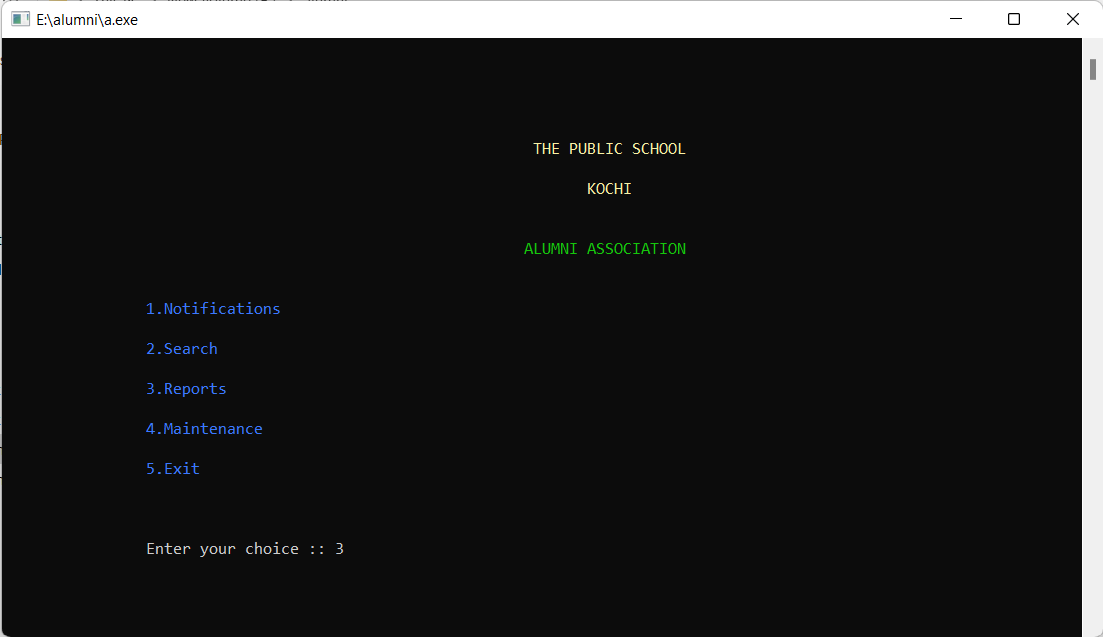 E:\alumni\a.exe
THE PUBLIC SCHOOL
KOCHI
ALUMNI ASSOCIATION
1.Notifications
2.Search
3.Reports
4.Maintenance
5.Exit
Enter your choice :: 3